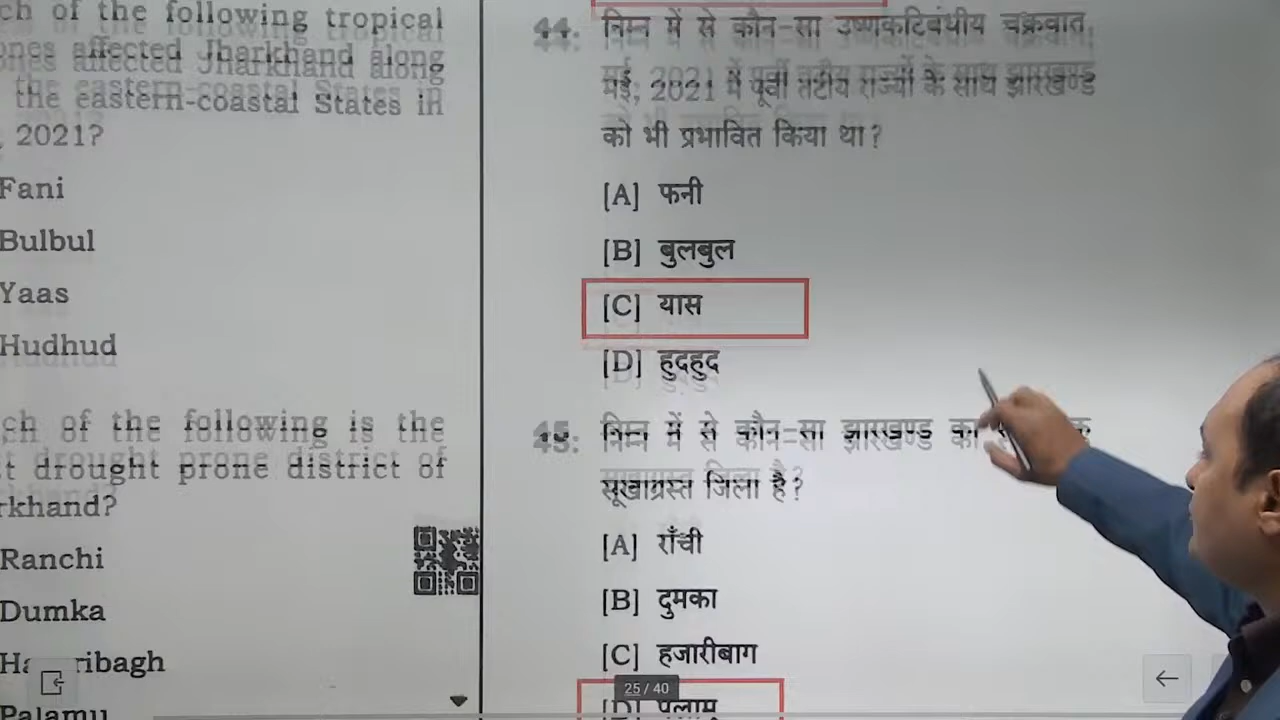 ch of the following tropical
ones affected Jharkhand along
the eastern-coastal States in
, 2021?
Fani
Bulbul
Yaas
Hudhud
ch of the following is the
t drought prone district of
rkhand?
Ranchi
Dumka
ribagh
Palamu
44. निम्न में से कौन-सा उष्णकटिबंधीय चक्रवात,
मई, 2021 में पूर्वी तटीय राज्यों के साथ झारखण्ड
को भी प्रभावित किया था?
[A] फनी
[B] बुलबुल
[C] यास
[D] हुदहुद
45. निम्न में से कौन-सा झारखण्ड का
सूखाग्रस्त जिला है?
[A] राँची
[B] दुमका
[C] हजारीबाग
[D] पलामू
25 / 40